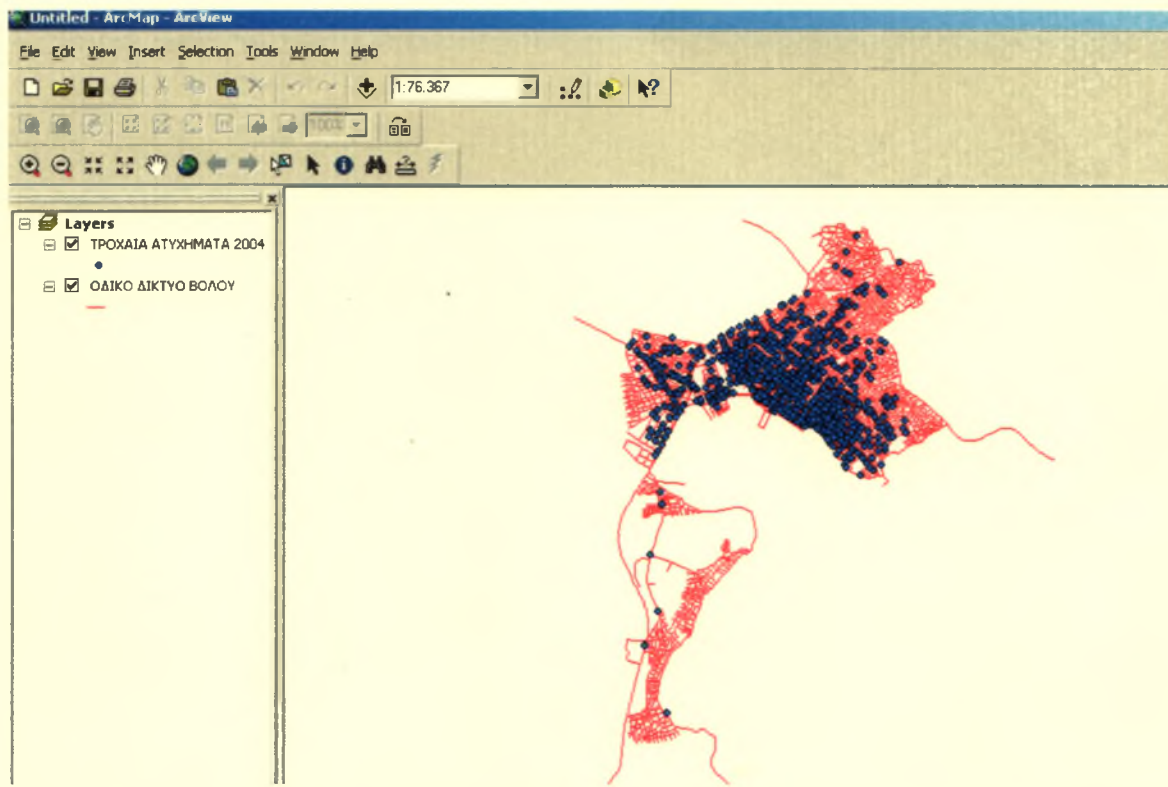 Untitled - ArcMap - ArcView
File Edit View Insert Selection Tools Window Help
1:76.367
100%
Layers
ΤΡΟΧΑΙΑ ΑΤΥΧΗΜΑΤΑ 2004
ΟΔΙΚΟ ΔΙΚΤΥΟ ΒΟΛΟΥ